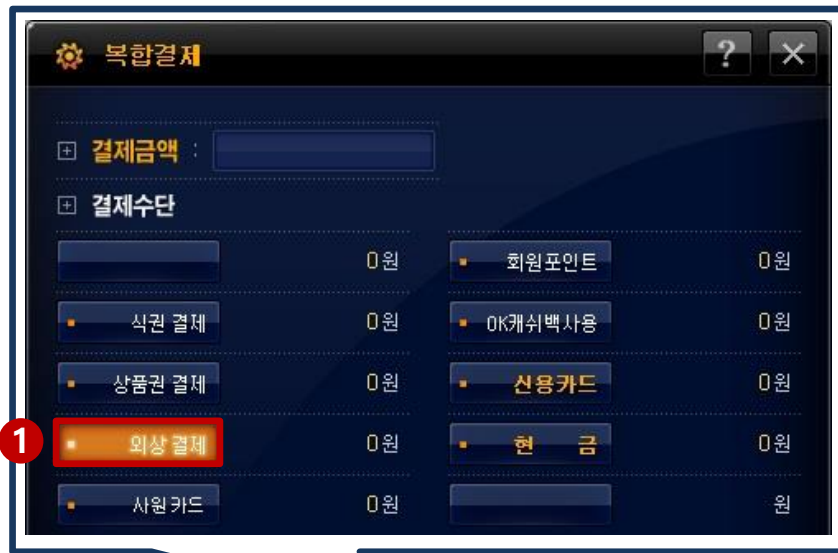 복합결제 ? ×
결제금액 :
결제수단
0원 회원포인트 0원
식권 결제 0원 OK캐쉬백사용 0원
상품권 결제 0원 신용카드 0원
1 외상결제 0원 현 금 0원
사원카드 0원 원